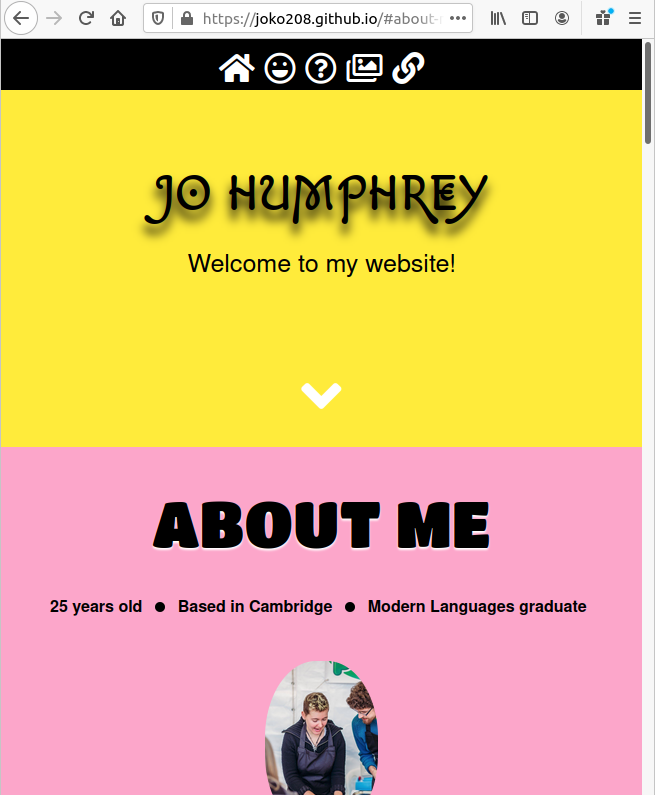 https://joko208.github.io/#about-
JO HUMPHREY
Welcome to my website!
ABOUT ME
25 years old ● Based in Cambridge ● Modern Languages graduate